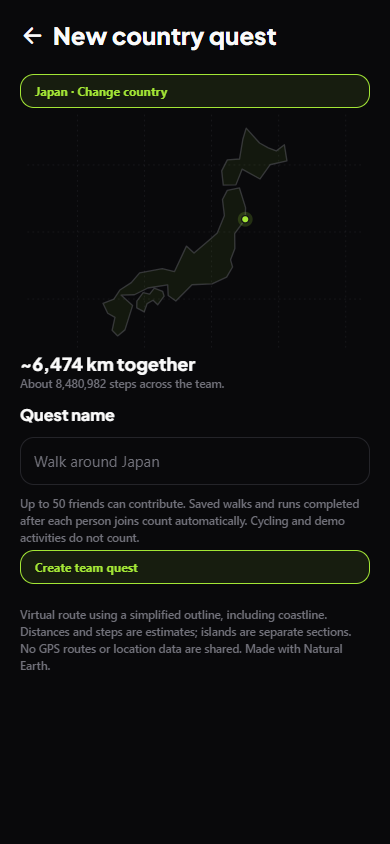 ← New country quest
Japan · Change country
~6,474 km together
About 8,480,982 steps across the team.
Quest name
Walk around Japan
Up to 50 friends can contribute. Saved walks and runs completed
after each person joins count automatically. Cycling and demo
activities do not count.
Create team quest
Virtual route using a simplified outline, including coastline.
Distances and steps are estimates; islands are separate sections.
No GPS routes or location data are shared. Made with Natural
Earth.